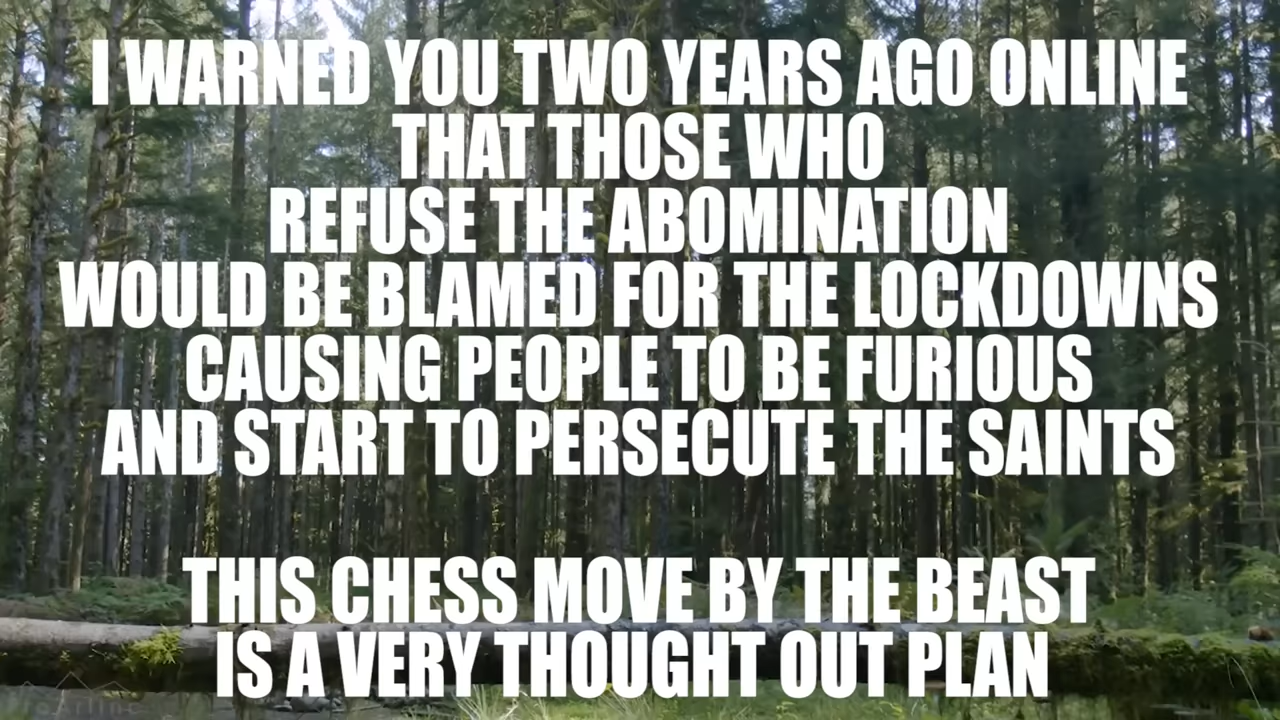 I WARNED YOU TWO YEARS AGO ONLINE
THAT THOSE WHO
REFUSE THE ABOMINATION
WOULD BE BLAMED FOR THE LOCKDOWNS
CAUSING PEOPLE TO BE FURIOUS
AND START TO PERSECUTE THE SAINTS
THIS CHESS MOVE BY THE BEAST
IS A VERY THOUGHT OUT PLAN